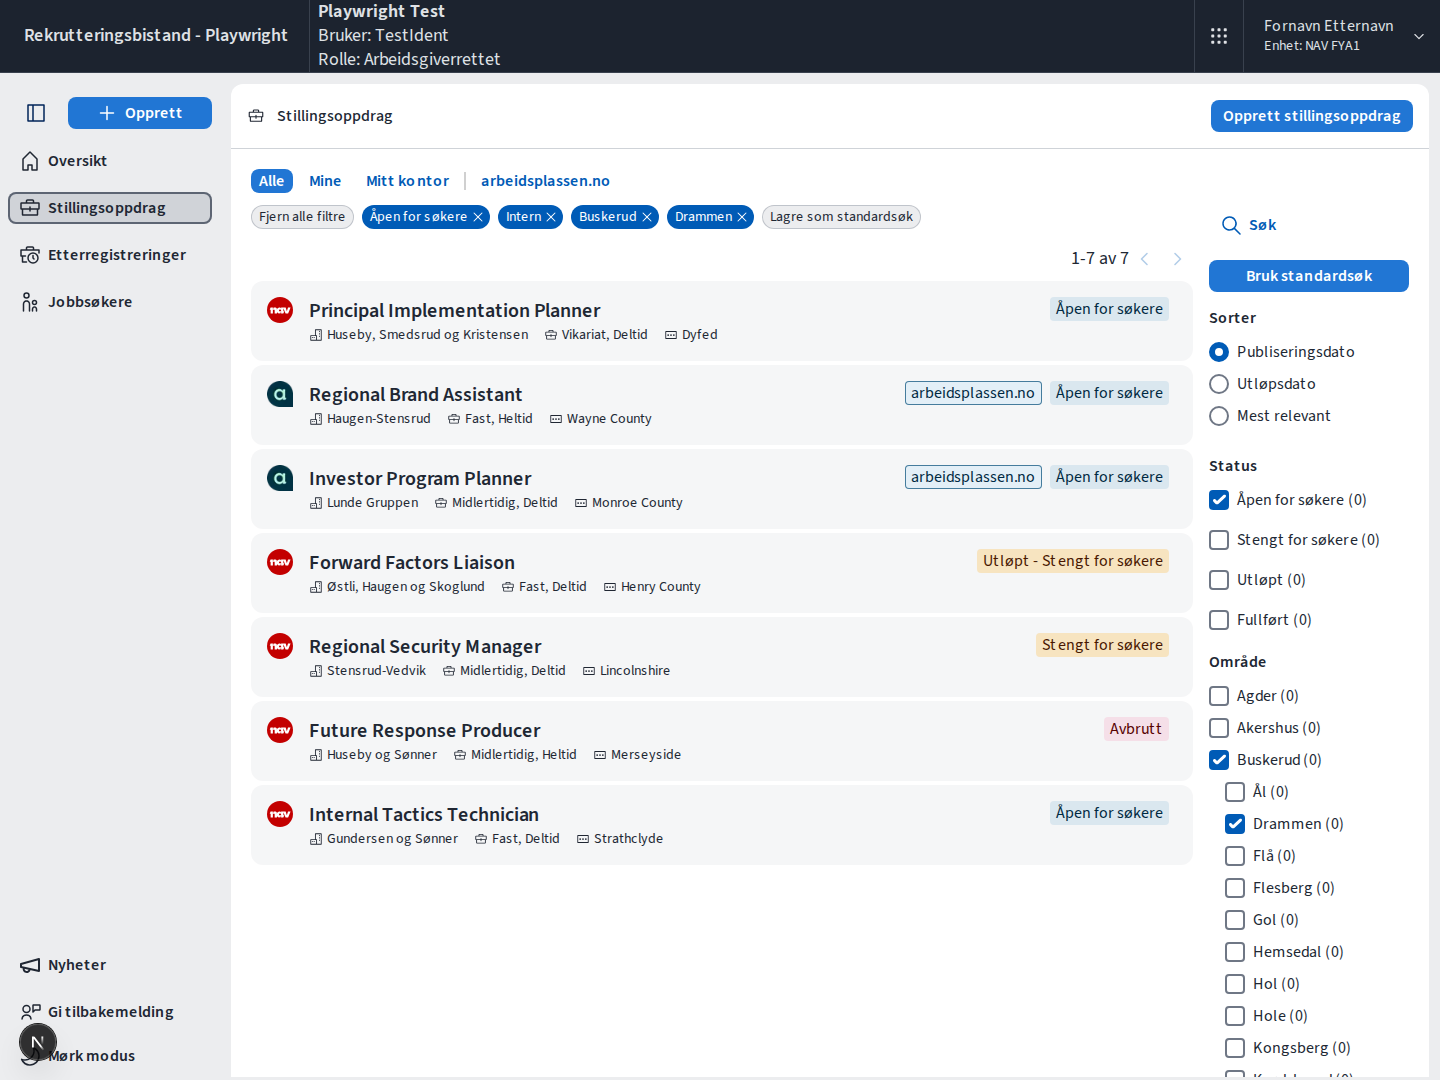 Rekrutteringsbistand - Playwright
Playwright Test
Bruker: TestIdent
Rolle: Arbeidsgiverrettet
Fornavn Etternavn
Enhet: NAV FYA1
Opprett
Oversikt
Stillingsoppdrag
Etterregistreringer
Jobbsøkere
Nyheter
Gi tilbakemelding
N
Mørk modus
Stillingsoppdrag
Opprett stillingsoppdrag
Alle
Mine
Mitt kontor
arbeidsplassen.no
Fjern alle filtre
Åpen for søkere
Intern
Buskerud
Drammen
Lagre som standardsøk
1-7 av 7
nav
Principal Implementation Planner
Åpen for søkere
Huseby, Smedsrud og Kristensen
Vikariat, Deltid
Dyfed
a
Regional Brand Assistant
arbeidsplassen.no
Åpen for søkere
Haugen-Stensrud
Fast, Heltid
Wayne County
a
Investor Program Planner
arbeidsplassen.no
Åpen for søkere
Lunde Gruppen
Midlertidig, Deltid
Monroe County
nav
Forward Factors Liaison
Utløpt - Stengt for søkere
Østli, Haugen og Skoglund
Fast, Deltid
Henry County
nav
Regional Security Manager
Stengt for søkere
Stensrud-Vedvik
Midlertidig, Deltid
Lincolnshire
nav
Future Response Producer
Avbrutt
Huseby og Sønner
Midlertidig, Heltid
Merseyside
nav
Internal Tactics Technician
Åpen for søkere
Gundersen og Sønner
Fast, Deltid
Strathclyde
Søk
Bruk standardsøk
Sorter
Publiseringsdato
Utløpsdato
Mest relevant
Status
Åpen for søkere (0)
Stengt for søkere (0)
Utløpt (0)
Fullført (0)
Område
Agder (0)
Akershus (0)
Buskerud (0)
Ål (0)
Drammen (0)
Flå (0)
Flesberg (0)
Gol (0)
Hemsedal (0)
Hol (0)
Hole (0)
Kongsberg (0)